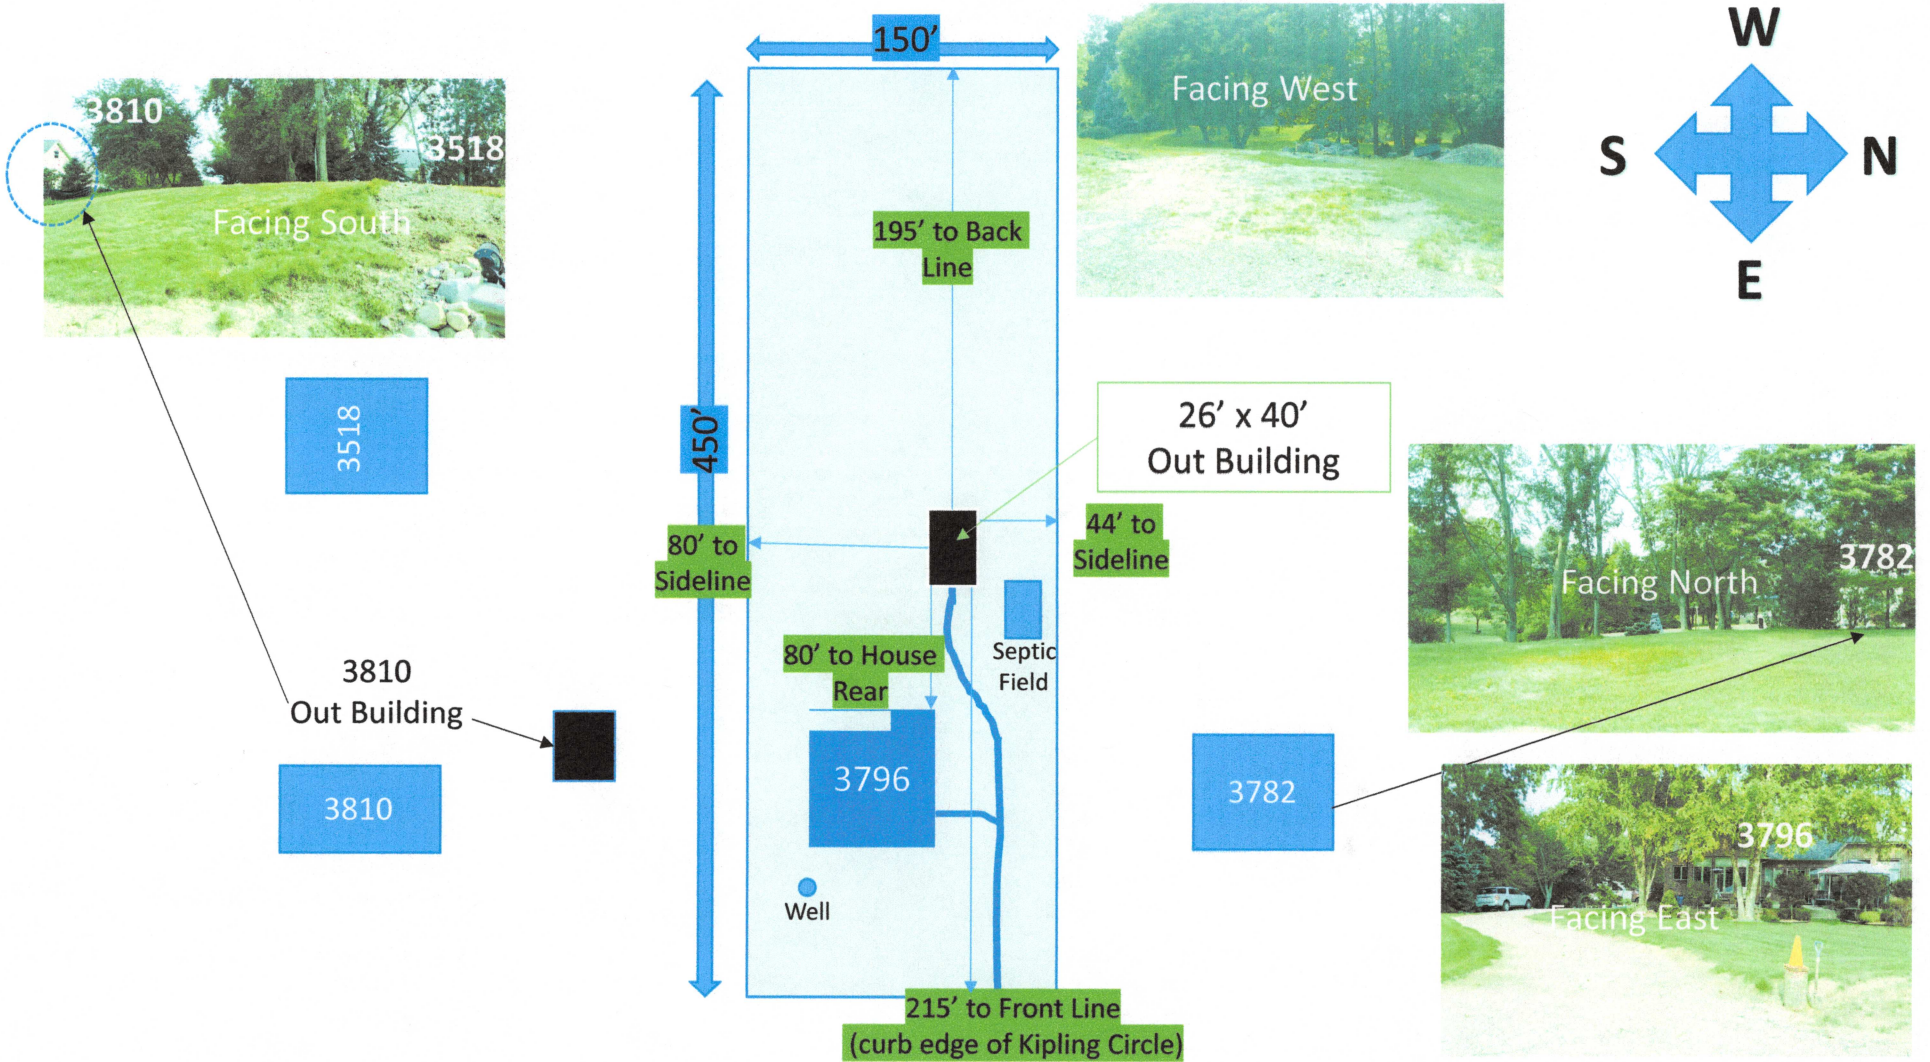 150'
W
S
N
E
3810
3518
Facing South
Facing West
195' to Back
Line
3518
450'
26' x 40'
Out Building
80' to
Sideline
44' to
Sideline
3782
Facing North
80' to House
Rear
Septic
Field
3810
Out Building
3796
3782
3810
3796
Facing East
Well
215' to Front Line
(curb edge of Kipling Circle)